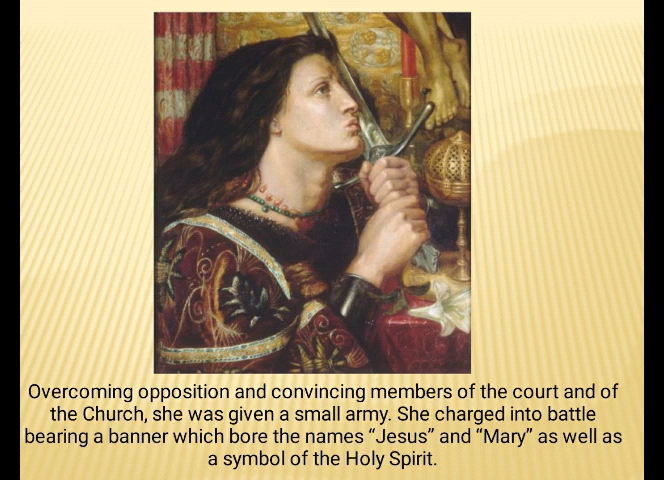 Overcoming opposition and convincing members of the court and of
the Church, she was given a small army. She charged into battle
bearing a banner which bore the names “Jesus” and “Mary” as well as
a symbol of the Holy Spirit.